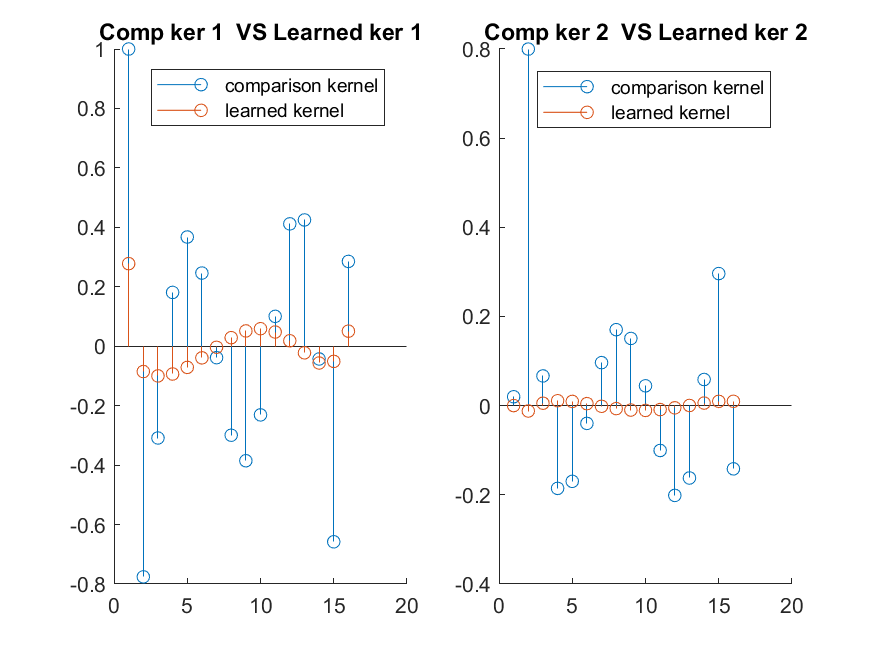 Comp ker 1  VS Learned ker 1
comparison kernel
learned kernel
1
0.8
0.6
0.4
0.2
0
-0.2
-0.4
-0.6
-0.8
0 5 10 15 20
Comp ker 2  VS Learned ker 2
comparison kernel
learned kernel
0.8
0.6
0.4
0.2
0
-0.2
-0.4
0 5 10 15 20